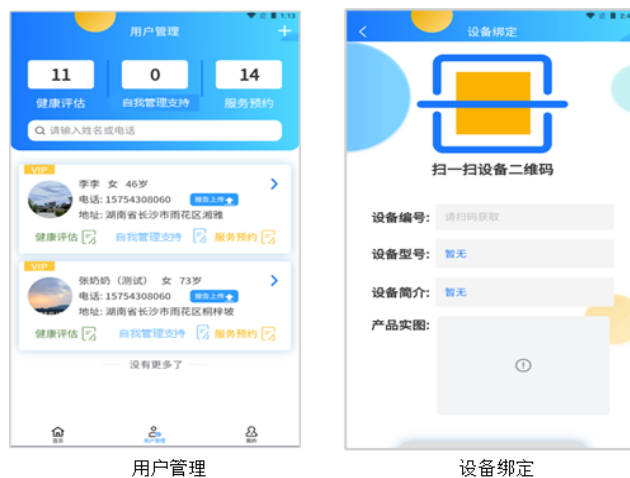 1:13
用户管理
+
11
0
14
健康评估
自我管理支持
服务预约
请输入姓名或电话
VIP
李李 女 46岁
电话: 15754308060 报告上传
地址: 湖南省长沙市雨花区湘雅
健康评估 自我管理支持 服务预约
VIP
张奶奶（测试） 女 73岁
电话: 15754308060 报告上传
地址: 湖南省长沙市雨花区桐梓坡
健康评估 自我管理支持 服务预约
没有更多了
首页 用户管理 我的
用户管理
设备绑定
扫一扫设备二维码
设备编号: 请扫码获取
设备型号: 暂无
设备简介: 暂无
产品实图:
设备绑定